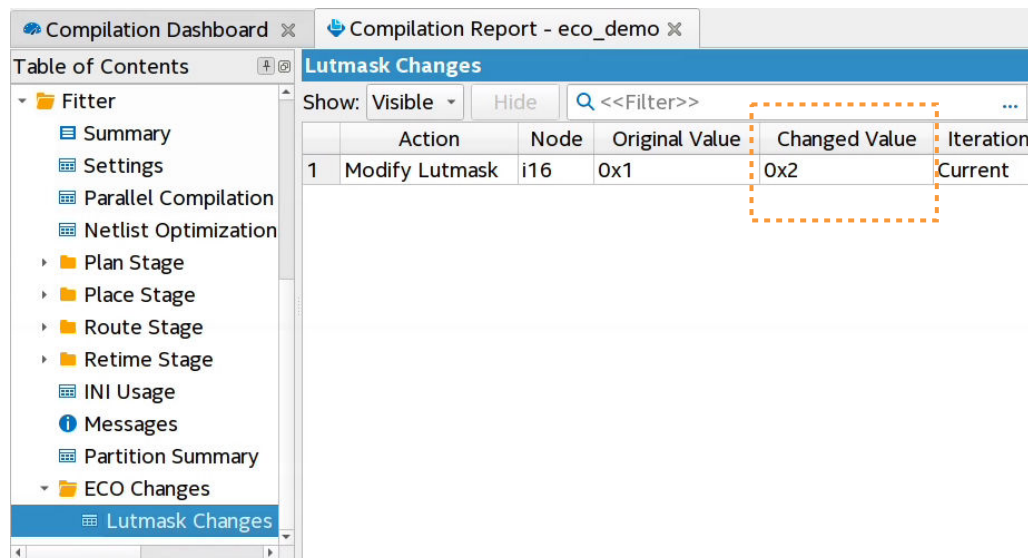 Compilation Dashboard
Compilation Report - eco_demo
Table of Contents
Fitter
Summary
Settings
Parallel Compilation
Netlist Optimization
Plan Stage
Place Stage
Route Stage
Retime Stage
INI Usage
Messages
Partition Summary
ECO Changes
Lutmask Changes
Lutmask Changes
Show: Visible Hide <<Filter>> ...
Action Node Original Value Changed Value Iteration
1 Modify Lutmask i16 0x1 0x2 Current